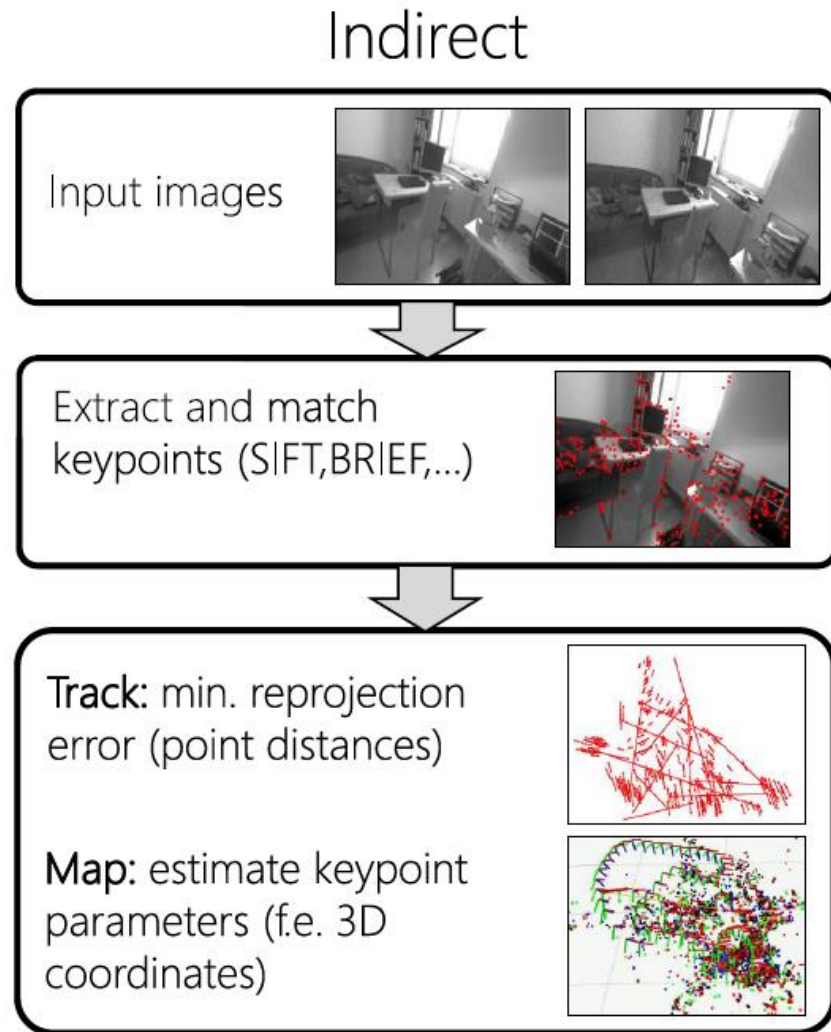 Indirect
Input images
Extract and match
keypoints (SIFT,BRIEF,...)
Track: min. reprojection
error (point distances)
Map: estimate keypoint
parameters (f.e. 3D
coordinates)